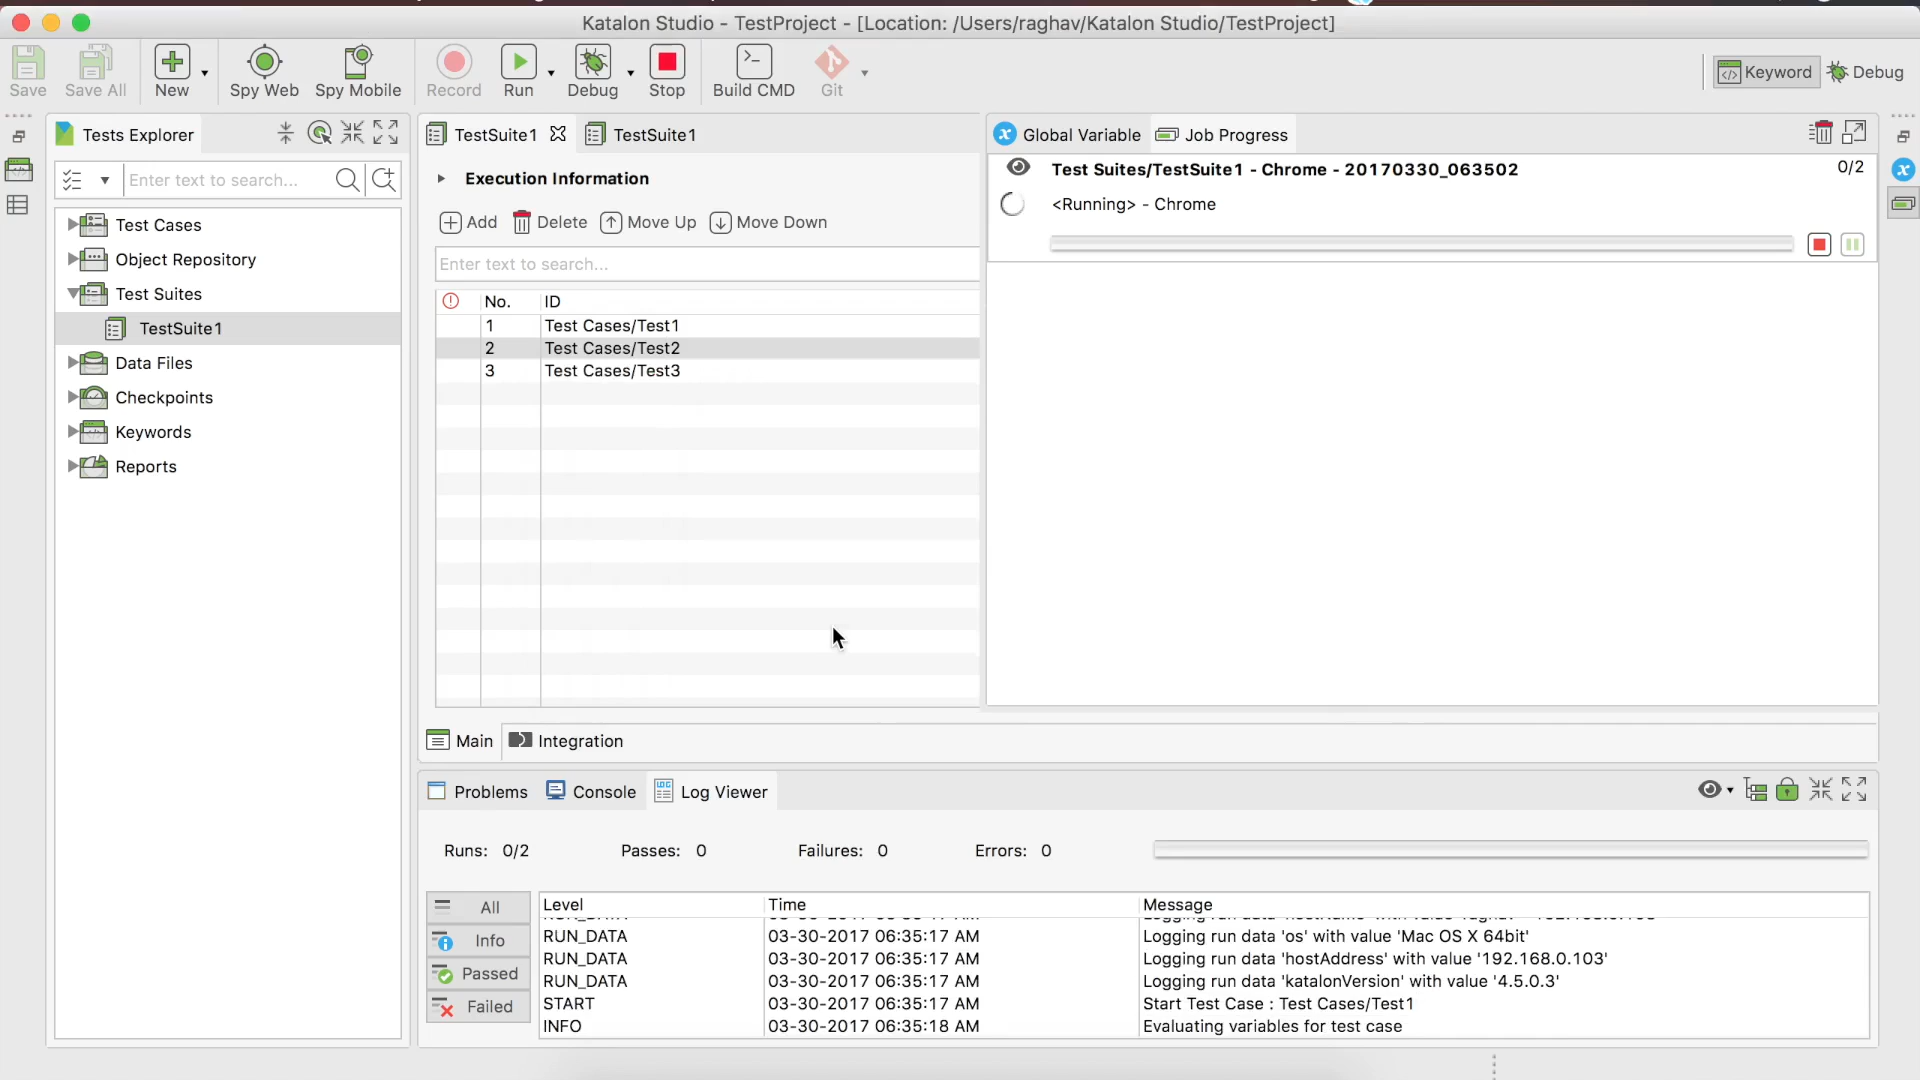 Katalon Studio - TestProject - [Location: /Users/raghav/Katalon Studio/TestProject]
Save
Save All
New
Spy Web
Spy Mobile
Record
Run
Debug
Stop
Build CMD
Git
Keyword
Debug
Tests Explorer
Enter text to search...
Test Cases
Object Repository
Test Suites
TestSuite1
Data Files
Checkpoints
Keywords
Reports
TestSuite1
TestSuite1
Execution Information
Add
Delete
Move Up
Move Down
Enter text to search...
No. ID
1 Test Cases/Test1
2 Test Cases/Test2
3 Test Cases/Test3
Main
Integration
Global Variable
Job Progress
Test Suites/TestSuite1 - Chrome - 20170330_063502 0/2
<Running> - Chrome
Problems
Console
LOG
Log Viewer
Runs: 0/2 Passes: 0 Failures: 0 Errors: 0
All
Info
Passed
Failed
Level Time Message
RUN_DATA 03-30-2017 06:35:17 AM Logging run data 'os' with value 'Mac OS X 64bit'
RUN_DATA 03-30-2017 06:35:17 AM Logging run data 'hostAddress' with value '192.168.0.103'
RUN_DATA 03-30-2017 06:35:17 AM Logging run data 'katalonVersion' with value '4.5.0.3'
START 03-30-2017 06:35:17 AM Start Test Case : Test Cases/Test1
INFO 03-30-2017 06:35:18 AM Evaluating variables for test case